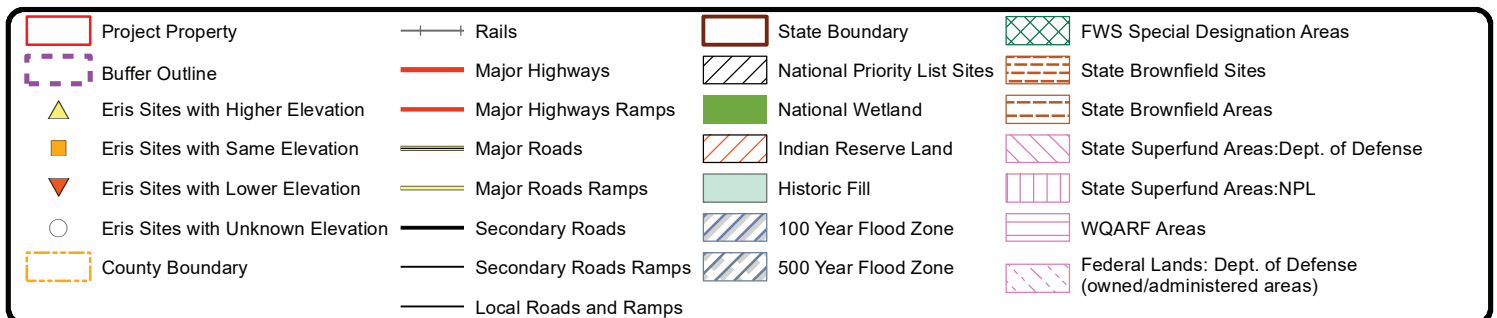 Project Property
Buffer Outline
Eris Sites with Higher Elevation
Eris Sites with Same Elevation
Eris Sites with Lower Elevation
Eris Sites with Unknown Elevation
County Boundary
Rails
Major Highways
Major Highways Ramps
Major Roads
Major Roads Ramps
Secondary Roads
Secondary Roads Ramps
Local Roads and Ramps
State Boundary
National Priority List Sites
National Wetland
Indian Reserve Land
Historic Fill
100 Year Flood Zone
500 Year Flood Zone
FWS Special Designation Areas
State Brownfield Sites
State Brownfield Areas
State Superfund Areas:Dept. of Defense
State Superfund Areas:NPL
WQARF Areas
Federal Lands: Dept. of Defense
(owned/administered areas)